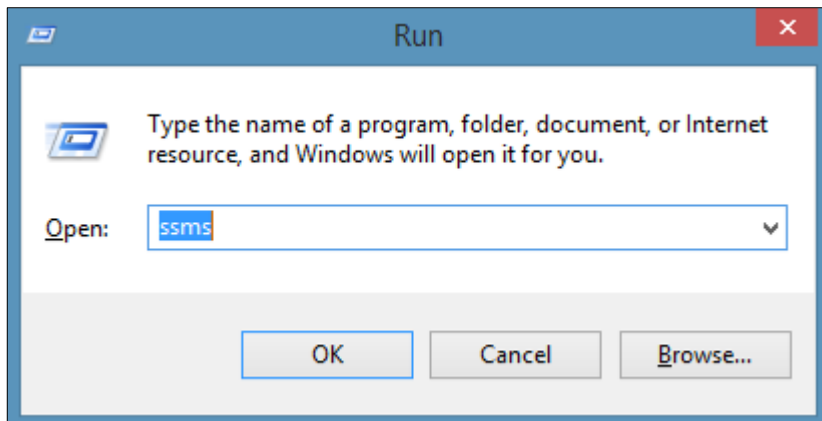 Run
Type the name of a program, folder, document, or Internet
resource, and Windows will open it for you.
Open: ssms
OK Cancel Browse...